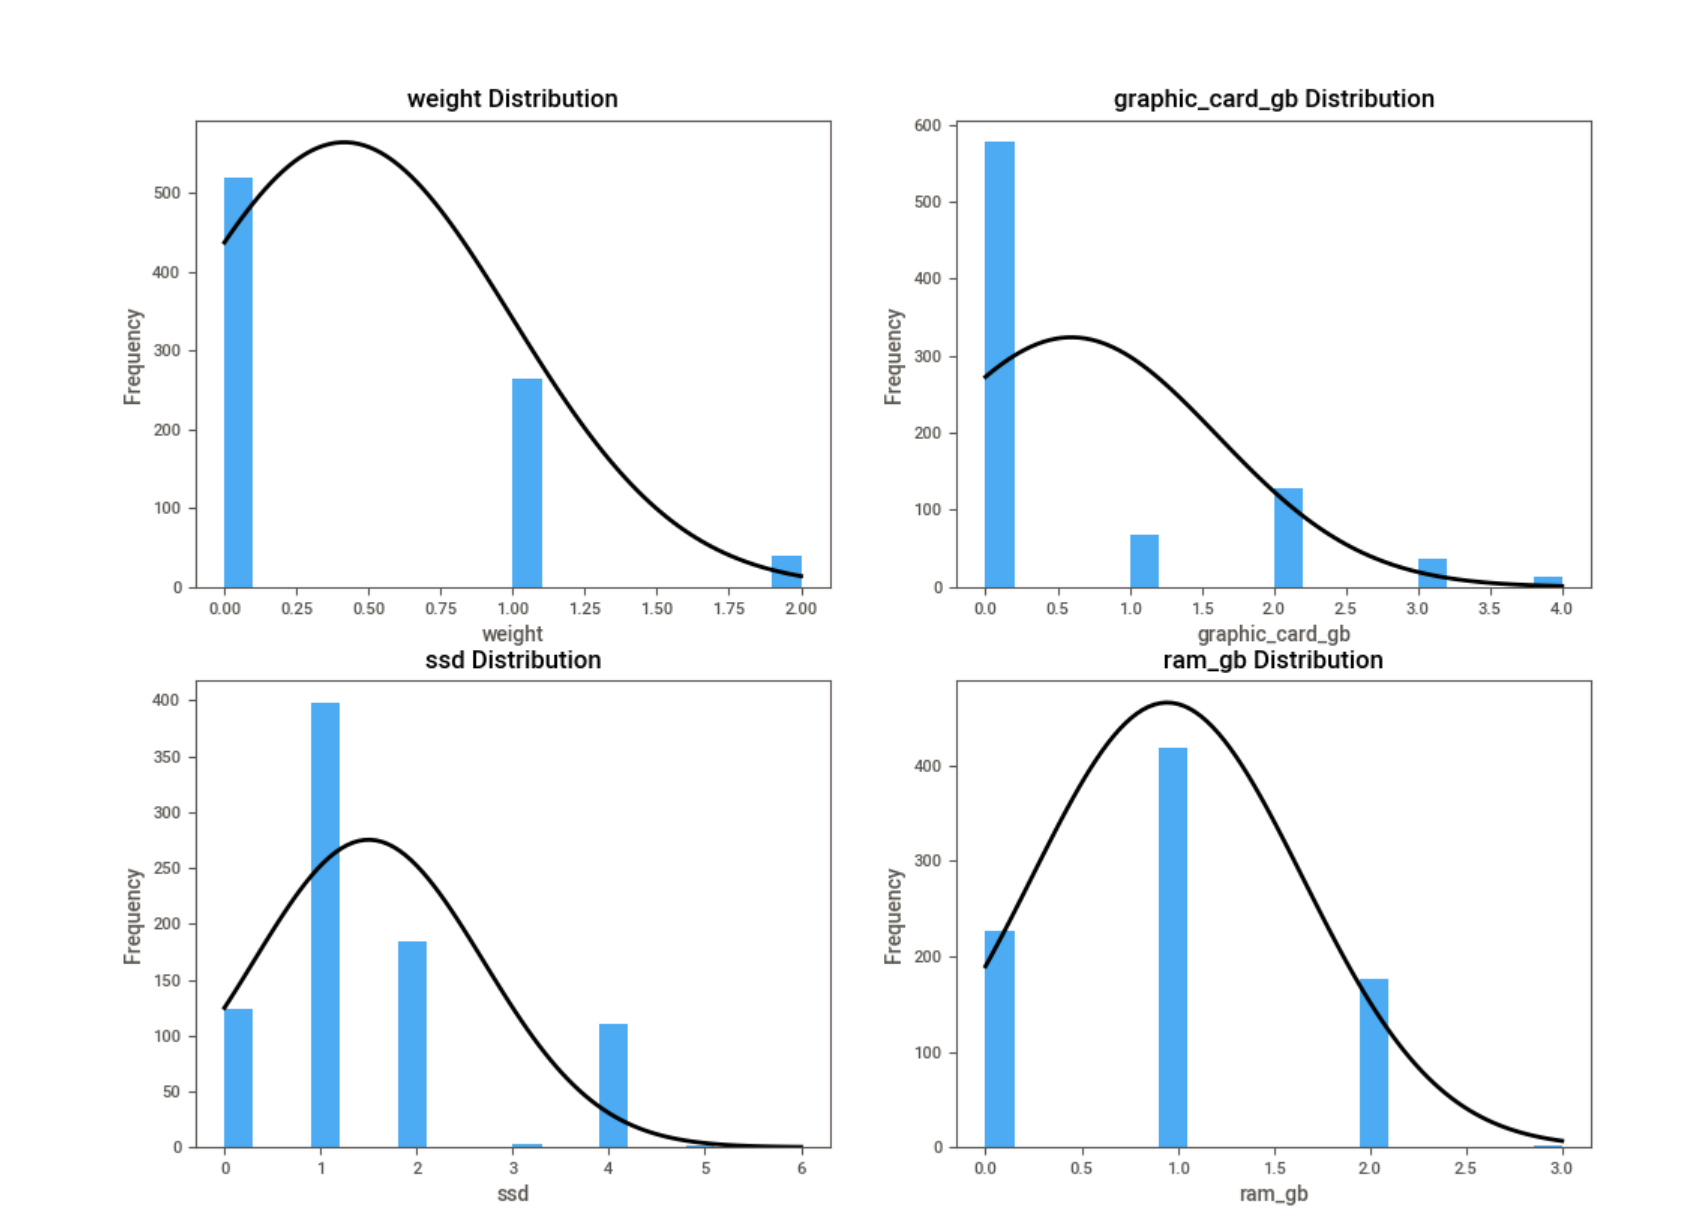 weight Distribution
500
400
300
200
100
0
Frequency
0.00 0.25 0.50 0.75 1.00 1.25 1.50 1.75 2.00
weight
graphic_card_gb Distribution
600
500
400
300
200
100
0
Frequency
0.0 0.5 1.0 1.5 2.0 2.5 3.0 3.5 4.0
graphic_card_gb
ssd Distribution
400
350
300
250
200
150
100
50
0
Frequency
0 1 2 3 4 5 6
ssd
ram_gb Distribution
400
300
200
100
0
Frequency
0.0 0.5 1.0 1.5 2.0 2.5 3.0
ram_gb